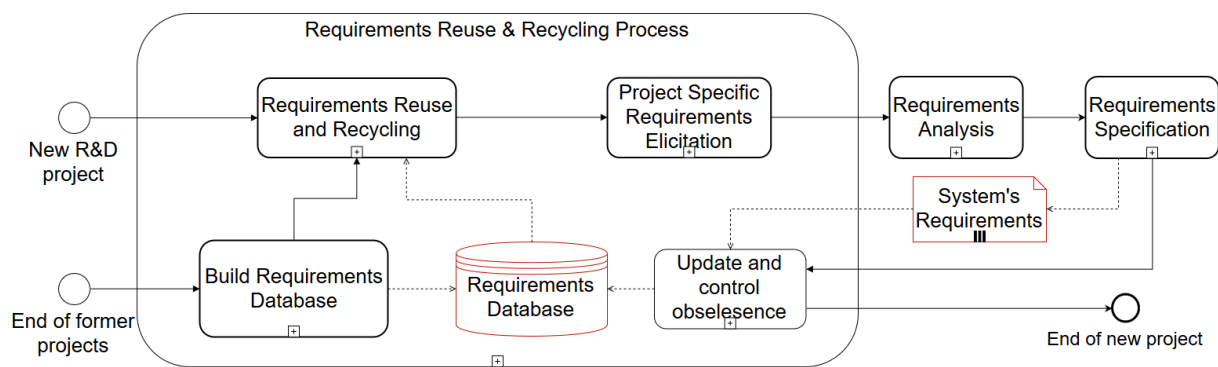 Requirements Reuse & Recycling Process
New R&D
project
Requirements Reuse
and Recycling
Project Specific
Requirements
Elicitation
Requirements
Analysis
Requirements
Specification
System's
Requirements
End of former
projects
Build Requirements
Database
Requirements
Database
Update and
control
obselesence
End of new project